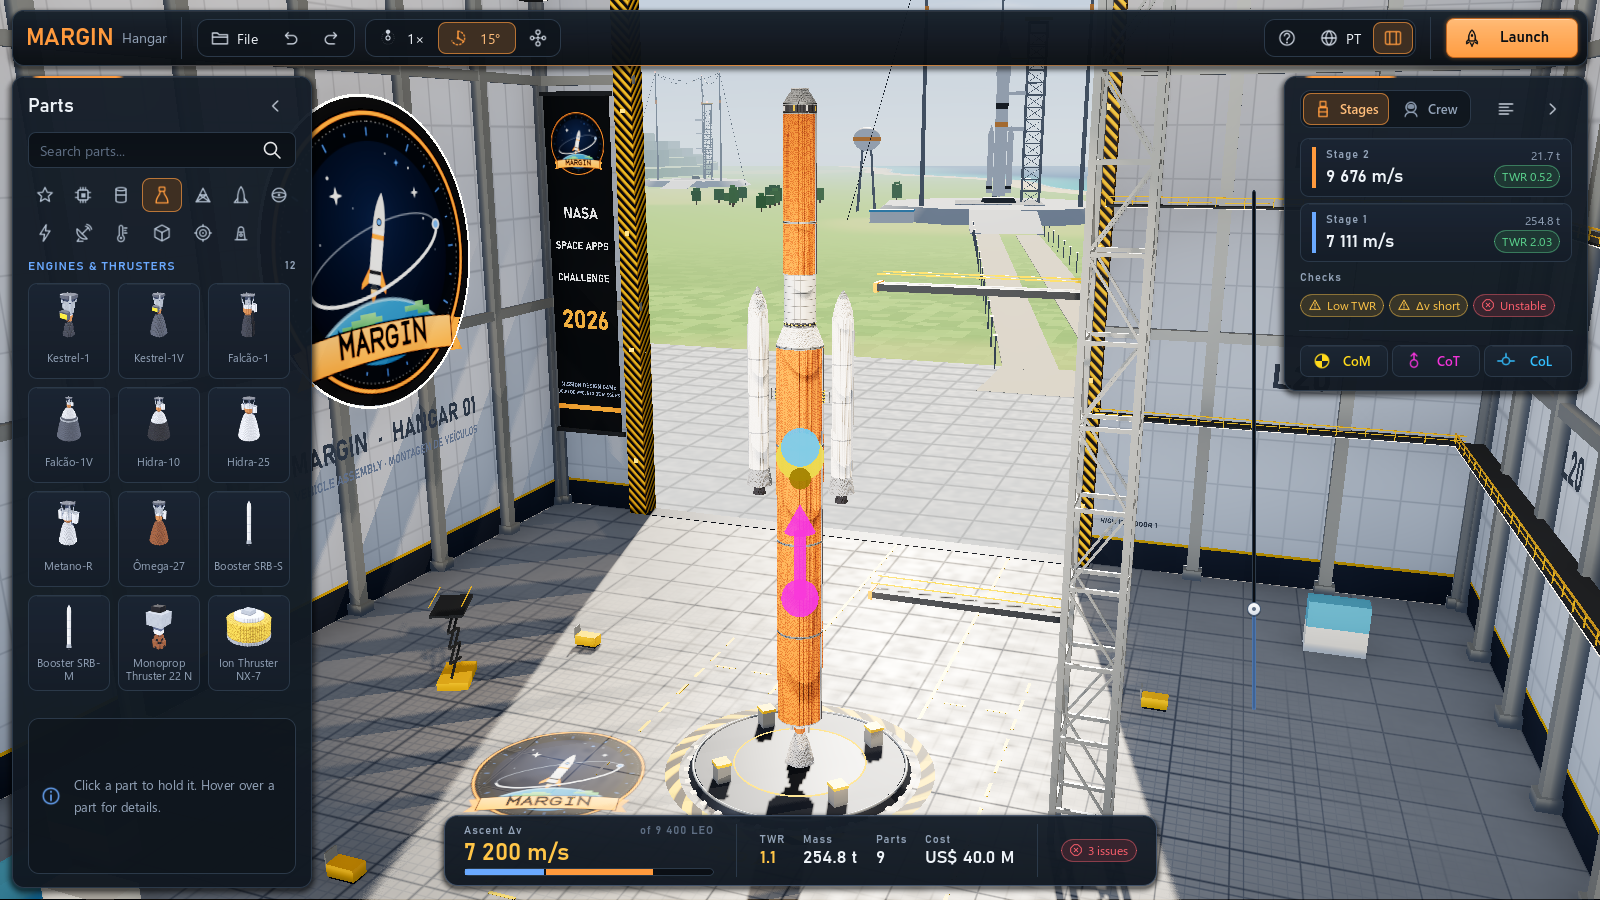 MARGIN Hangar
File
1×
15°
PT
Launch
Parts
Search parts...
ENGINES & THRUSTERS 12
Kestrel-1
Kestrel-1V
Falcão-1
Falcão-1V
Hidra-10
Hidra-25
Metano-R
Ômega-27
Booster SRB-S
Booster SRB-
M
Monoprop
Thruster 22 N
Ion Thruster
NX-7
Click a part to hold it. Hover over a
part for details.
MARGIN
MARGIN
NASA
SPACE APPS
CHALLENGE
2026
MARGIN - HANGAR 01
MARGIN
Stages
Crew
Stage 2 21.7 t
9 676 m/s TWR 0.52
Stage 1 254.8 t
7 111 m/s TWR 2.03
Checks
Low TWR
Δv short
Unstable
CoM
CoT
CoL
Ascent Δv of 9 400 LEO
7 200 m/s
TWR
1.1
Mass
254.8 t
Parts
9
Cost
US$ 40.0 M
3 issues